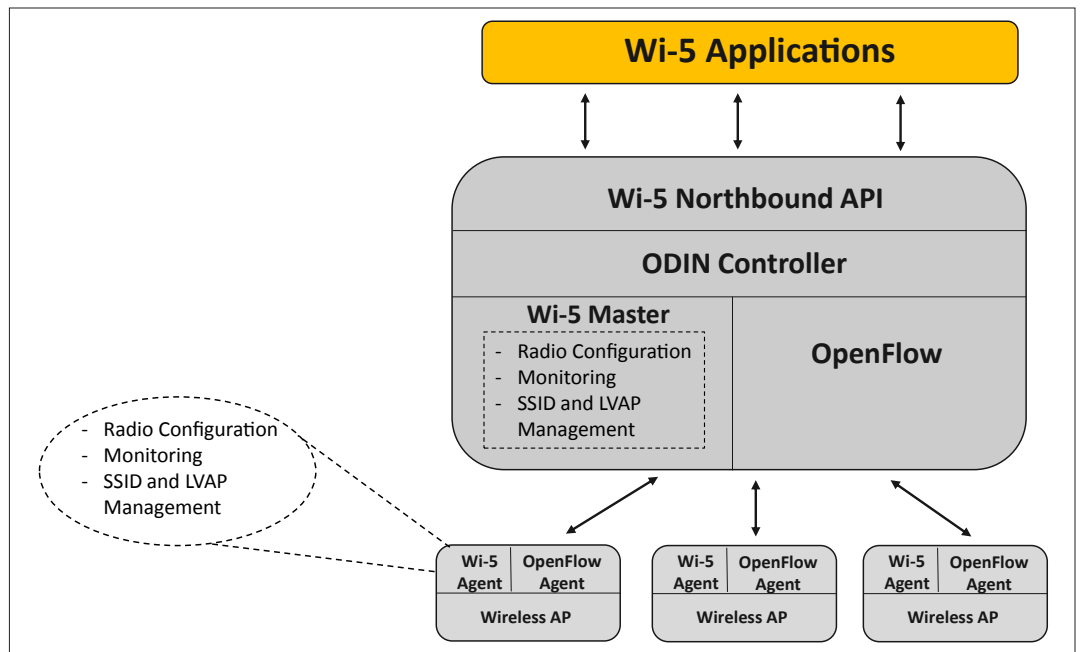 Wi-5 Applications
Wi-5 Northbound API
ODIN Controller
Wi-5 Master
- Radio Configuration
- Monitoring
- SSID and LVAP
Management
OpenFlow
- Radio Configuration
- Monitoring
- SSID and LVAP
Management
Wi-5
Agent
OpenFlow
Agent
Wireless AP
Wi-5
Agent
OpenFlow
Agent
Wireless AP
Wi-5
Agent
OpenFlow
Agent
Wireless AP